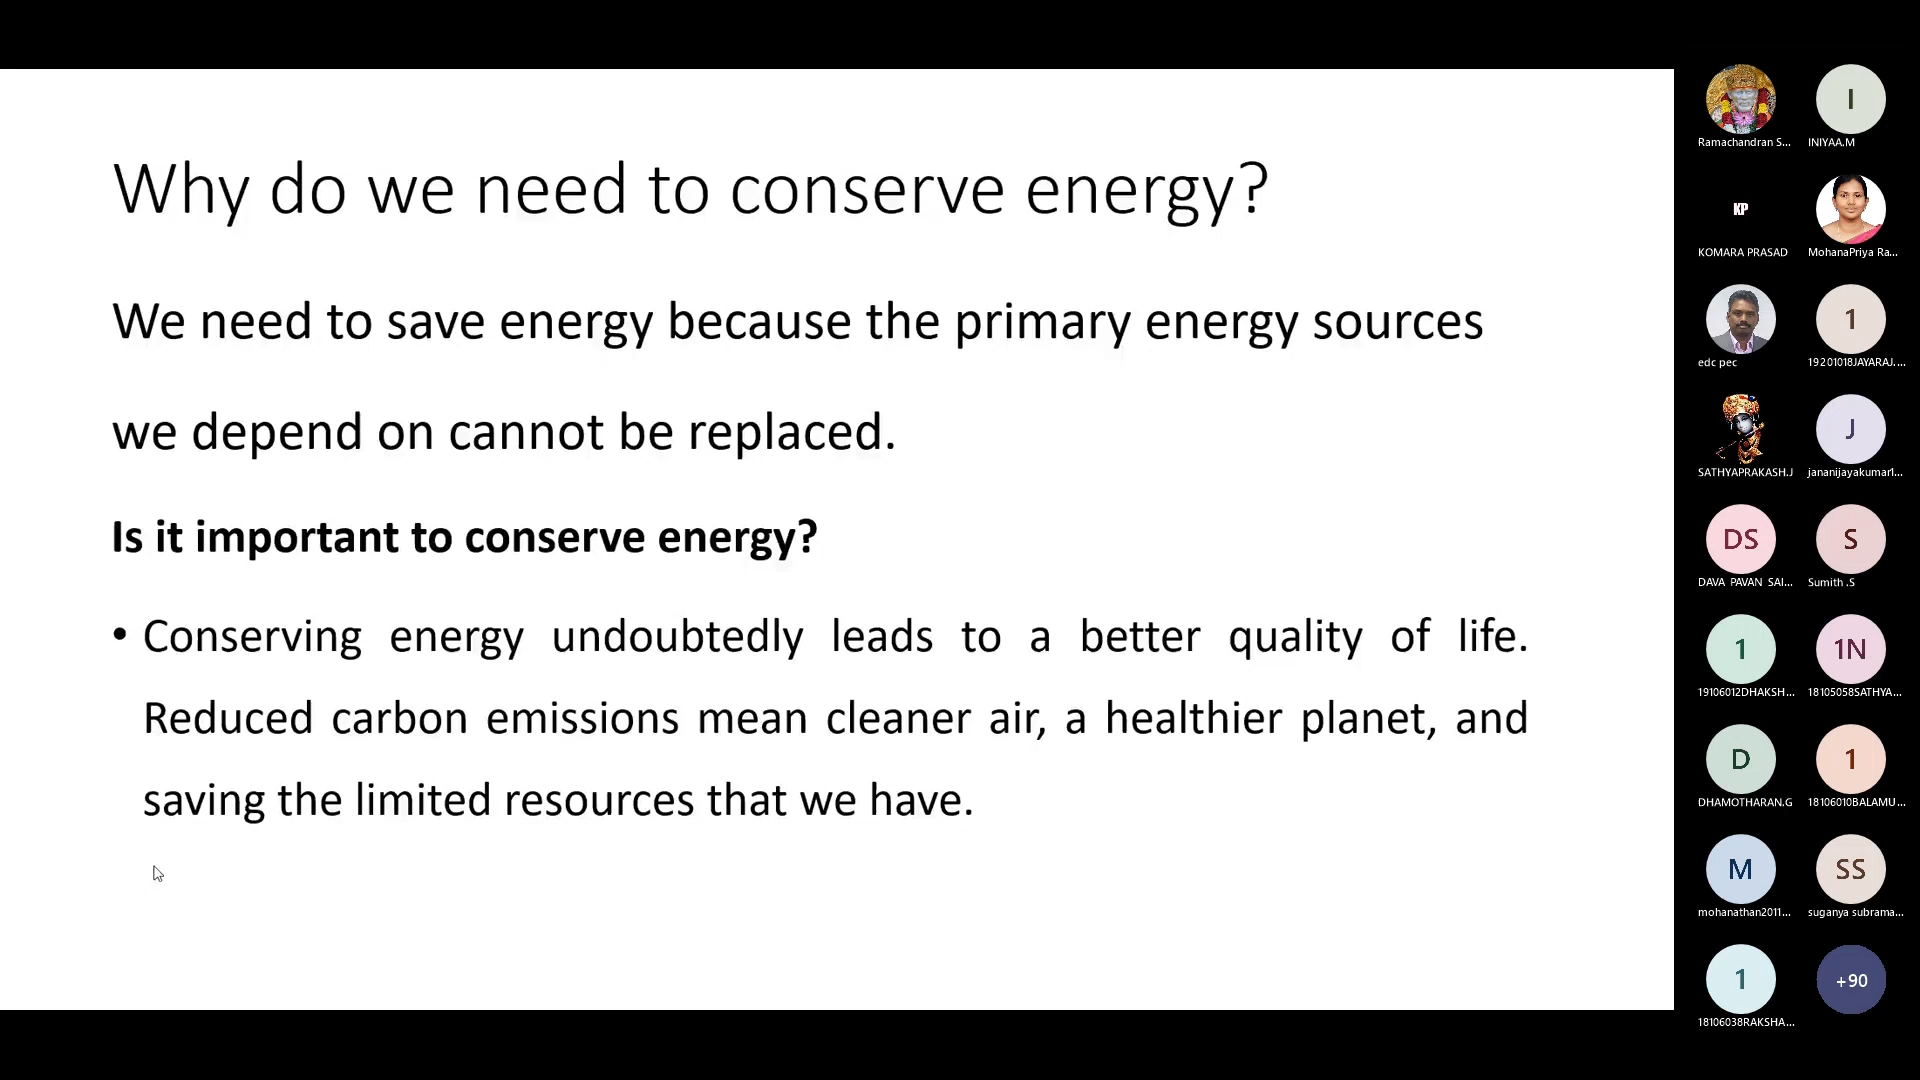 Why do we need to conserve energy?
We need to save energy because the primary energy sources
we depend on cannot be replaced.
Is it important to conserve energy?
• Conserving energy undoubtedly leads to a better quality of life.
Reduced carbon emissions mean cleaner air, a healthier planet, and
saving the limited resources that we have.
Ramachandran S...
I
INIYAA.M
KP
KOMARA PRASAD
MohanaPriya Ra...
edc pec
1
19201018JAYARAJ....
SATHYAPRAKASH.J
J
jananijayakumar1...
DS
DAVA PAVAN SAI...
S
Sumith .S
1
19106012DHAKSH...
1N
18105058SATHYA...
D
DHAMOTHARAN.G
1
18106010BALAMU...
M
mohanathan2011...
SS
suganya subrama...
1
18106038RAKSHA...
+90